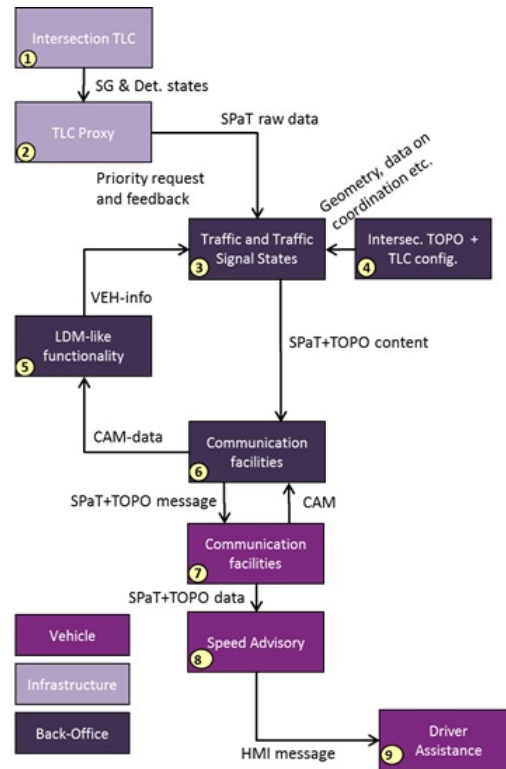 Intersection TLC
1
SG & Det. states
TLC Proxy
2
SPaT raw data
Priority request
and feedback
Geometry, data on
coordination etc.
Traffic and Traffic
Signal States
3
Intersec. TOPO +
TLC config.
4
VEH-info
LDM-like
functionality
5
SPaT+TOPO content
CAM-data
Communication
facilities
6
SPaT+TOPO message
CAM
Communication
facilities
7
SPaT+TOPO data
Vehicle
Speed Advisory
8
Infrastructure
Back-Office
HMI message
Driver
Assistance
9